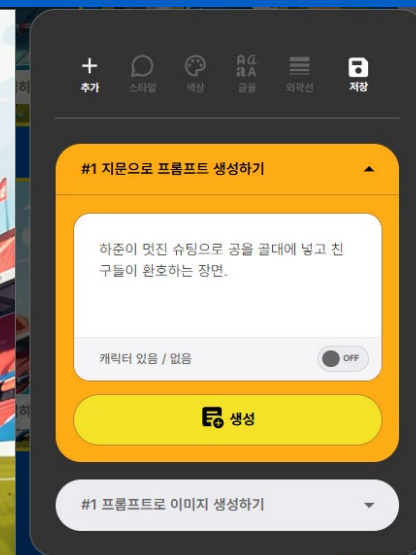 추가
스타일
색상
글꼴
외곽선
저장
#1 지문으로 프롬프트 생성하기
하준이 멋진 슈팅으로 공을 골대에 넣고 친
구들이 환호하는 장면.
캐릭터 있음 / 없음
OFF
생성
#1 프롬프트로 이미지 생성하기